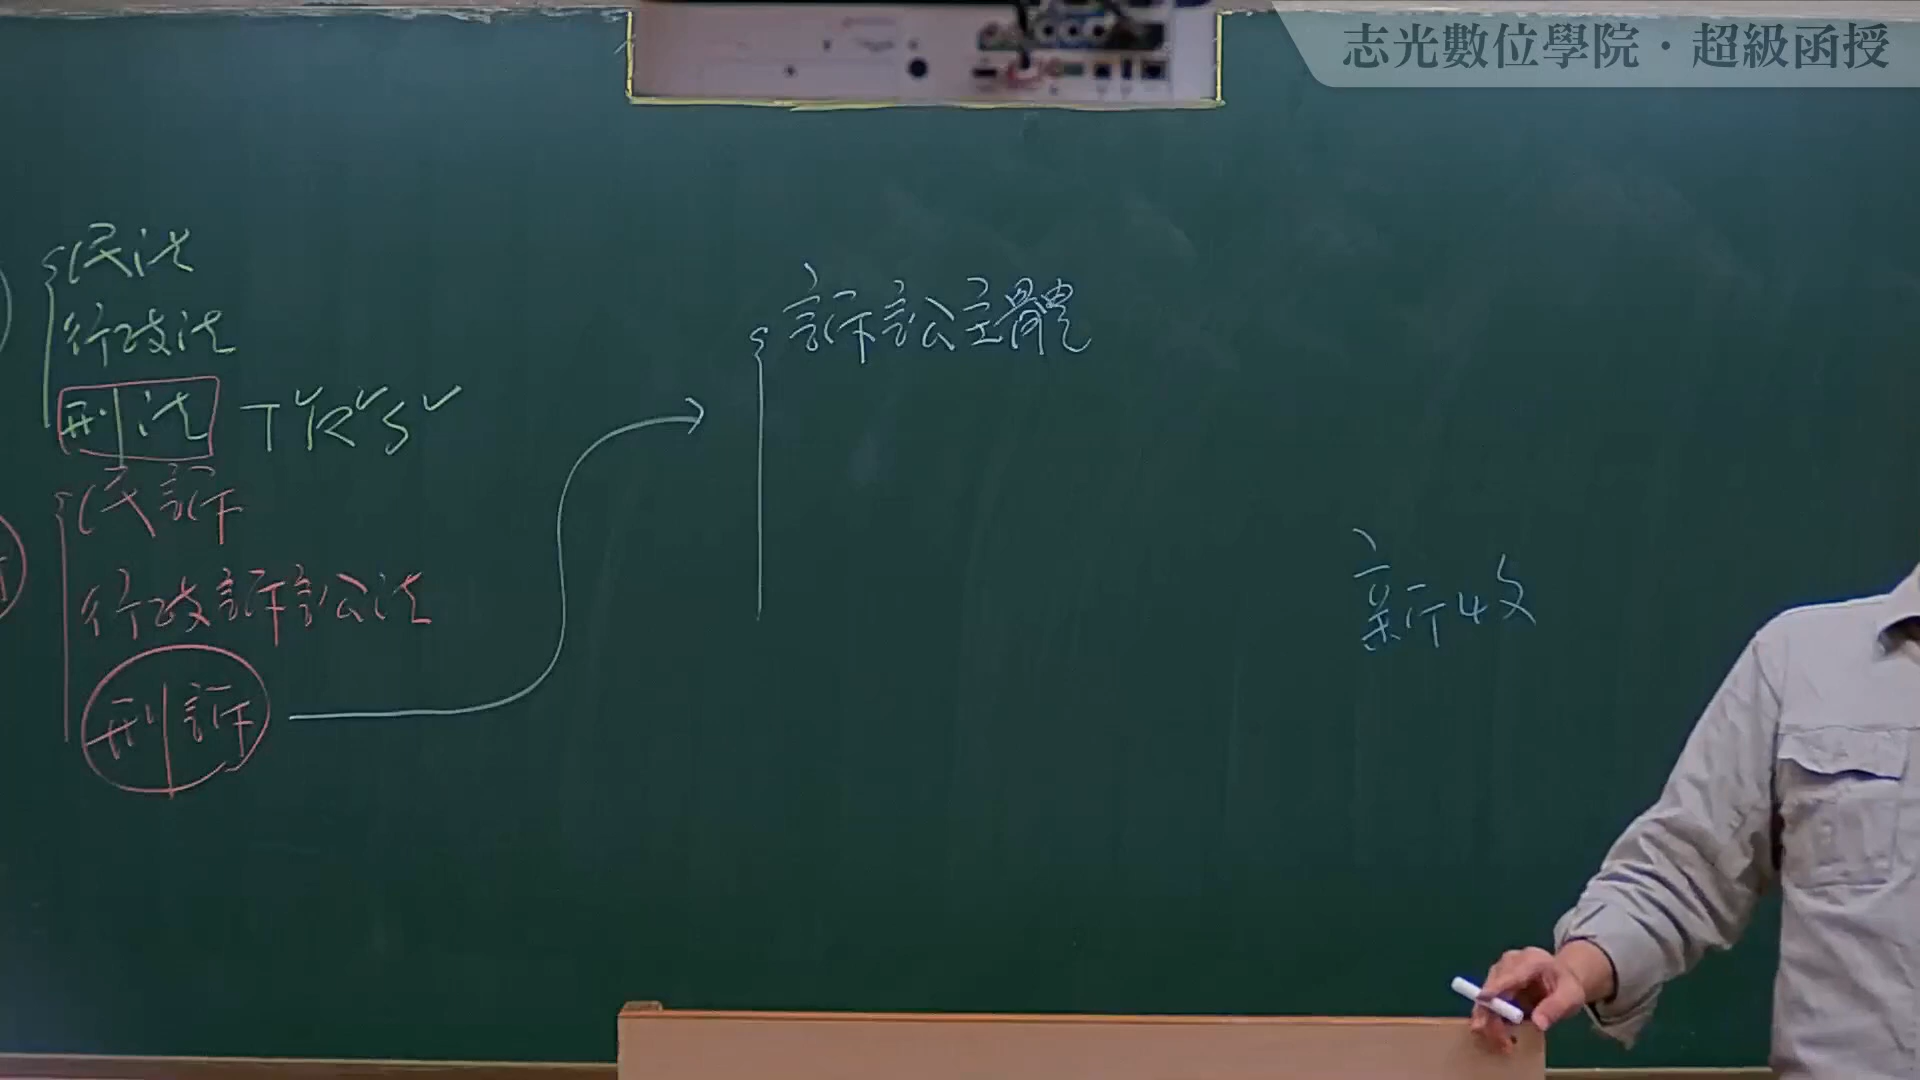 志光數位學院・超級函授
民法
行政法
刑法 TRS
民訴
行政訴訟法
刑訴
訴訟主體
新收